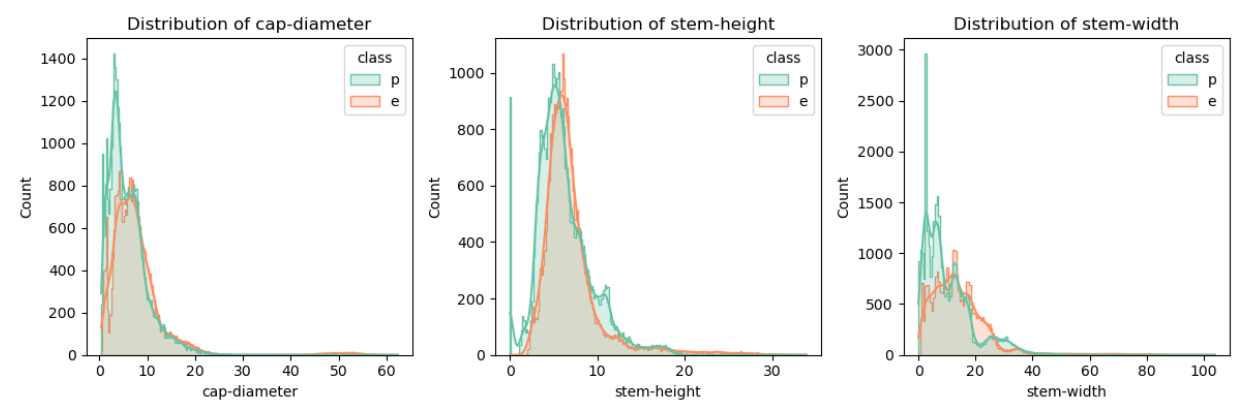 Distribution of cap-diameter
1400
1200
1000
800
600
400
200
0
Count
0 10 20 30 40 50 60
cap-diameter
class
p
e
Distribution of stem-height
1000
800
600
400
200
0
Count
0 10 20 30
stem-height
class
p
e
Distribution of stem-width
3000
2500
2000
1500
1000
500
0
Count
0 20 40 60 80 100
stem-width
class
p
e